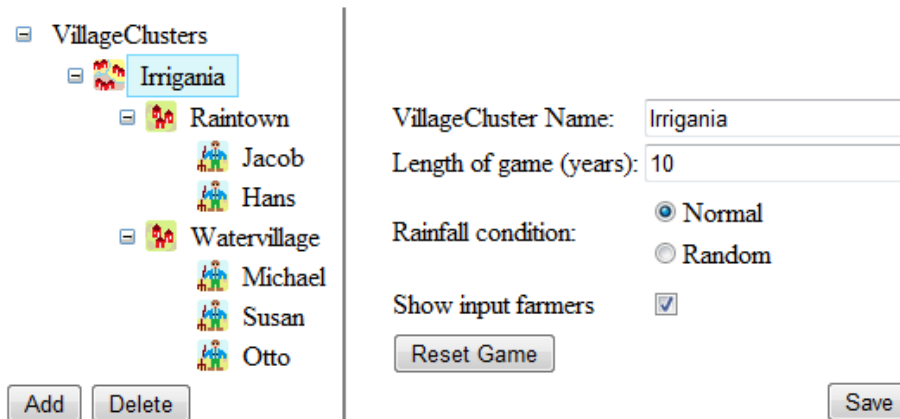 VillageClusters
Irrigania
Raintown
Jacob
Hans
Watervillage
Michael
Susan
Otto
Add Delete
VillageCluster Name: Irrigania
Length of game (years): 10
Rainfall condition: Normal
Random
Show input farmers
Reset Game
Save